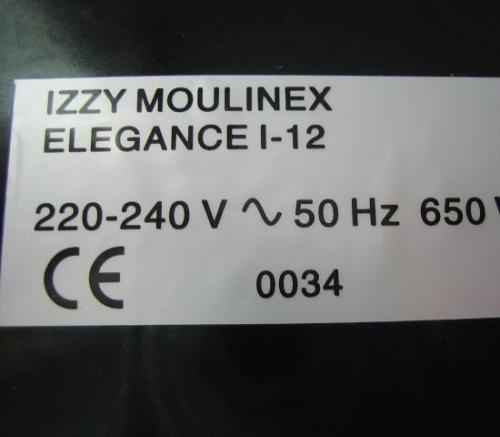 IZZY MOULINEX
ELEGANCE I-12
220-240 V ∿ 50 Hz 650
CE 0034